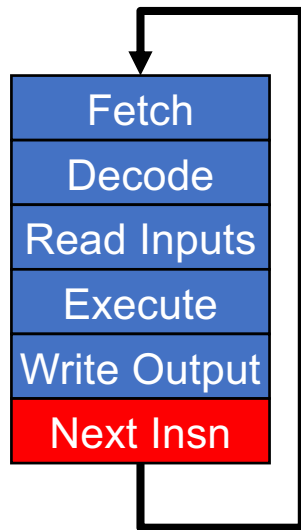 Fetch
Decode
Read Inputs
Execute
Write Output
Next Insn